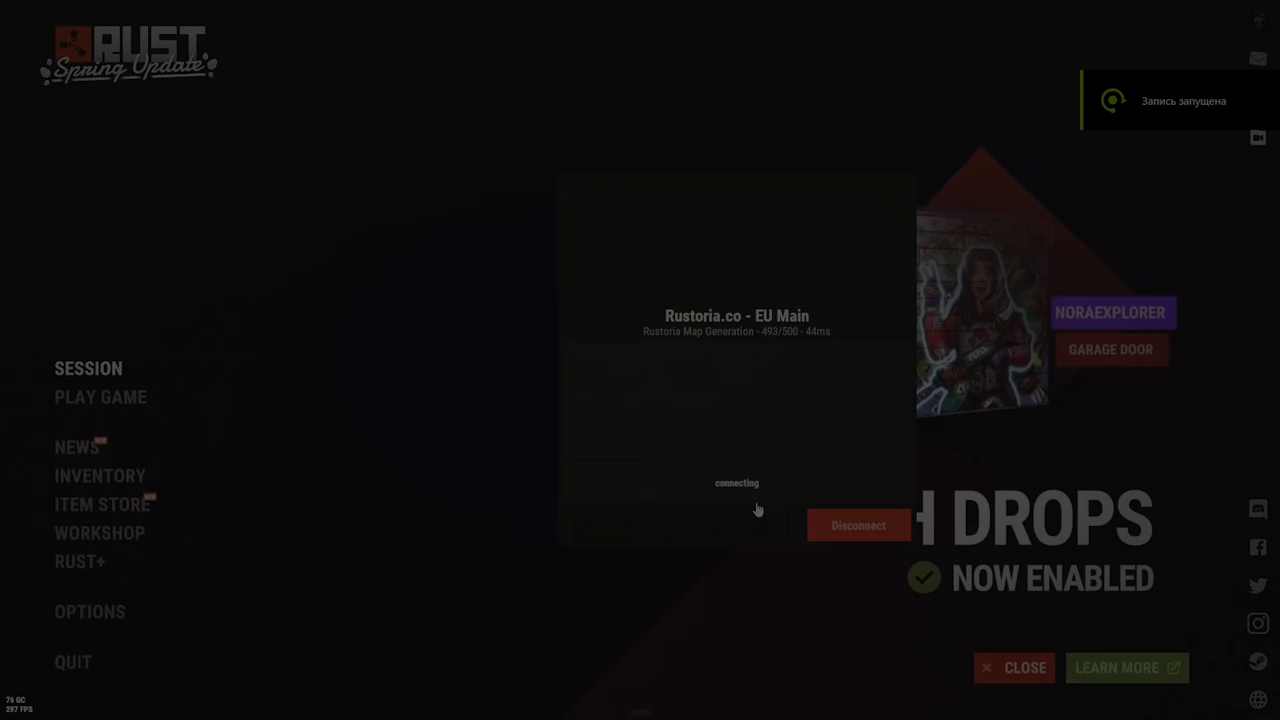 RUST
Spring Update
Запись запущена
Rustoria.co - EU Main
Rustoria Map Generation - 493/500 - 44ms
NORAEXPLORER
GARAGE DOOR
SESSION
PLAY GAME
NEWS
INVENTORY
ITEM STORE
WORKSHOP
RUST+
OPTIONS
QUIT
connecting
Disconnect
H DROPS
NOW ENABLED
CLOSE
LEARN MORE
76 GC
297 FPS